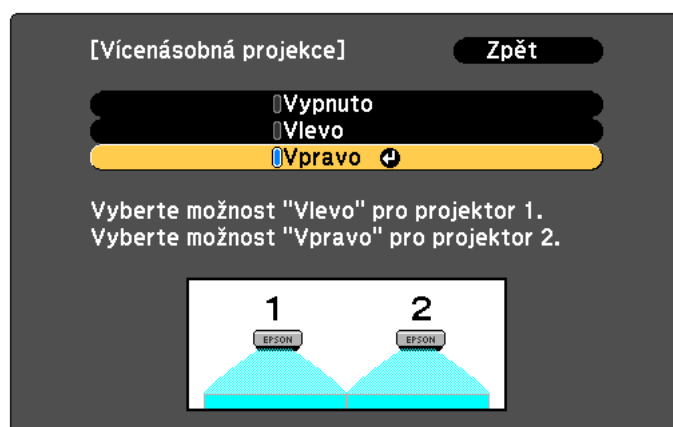 [Vícenásobná projekce]
Zpět
Vypnuto
Vlevo
Vpravo
Vyberte možnost "Vlevo" pro projektor 1.
Vyberte možnost "Vpravo" pro projektor 2.
1 2
EPSON EPSON